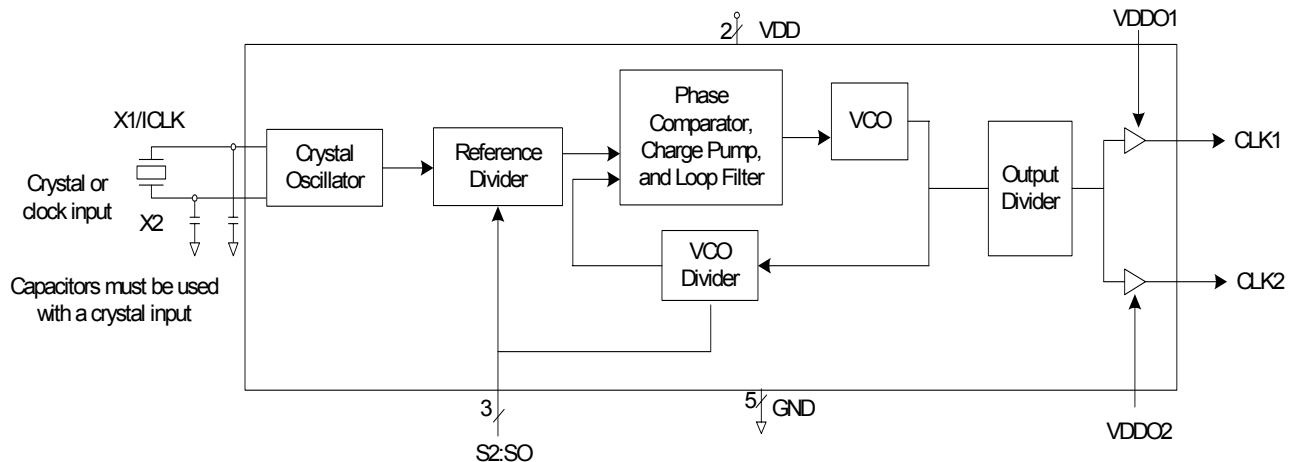 2 VDD
VDDO1
X1/ICLK
Crystal or
clock input
X2
Capacitors must be used
with a crystal input
Crystal
Oscillator
Reference
Divider
Phase
Comparator,
Charge Pump,
and Loop Filter
VCO
VCO
Divider
Output
Divider
CLK1
CLK2
3
S2:SO
5 GND
VDDO2